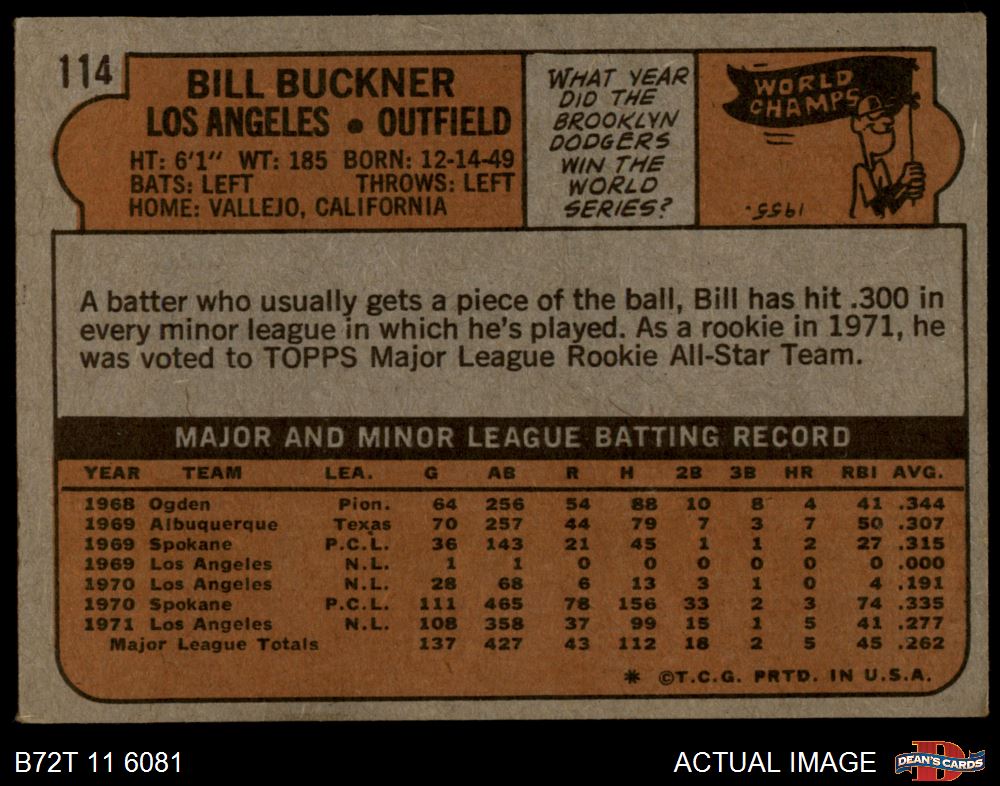 114
BILL BUCKNER
LOS ANGELES • OUTFIELD
HT: 6'1" WT: 185 BORN: 12-14-49
BATS: LEFT THROWS: LEFT
HOME: VALLEJO, CALIFORNIA
WHAT YEAR
DID THE
BROOKLYN
DODGERS
WIN THE
WORLD
SERIES?
WORLD
CHAMPS
1955.
A batter who usually gets a piece of the ball, Bill has hit .300 in
every minor league in which he's played. As a rookie in 1971, he
was voted to TOPPS Major League Rookie All-Star Team.
MAJOR AND MINOR LEAGUE BATTING RECORD
YEAR TEAM LEA. G AB R H 2B 3B HR RBI AVG.
1968 Ogden Pion. 64 256 54 88 10 8 4 41 .344
1969 Albuquerque Texas 70 257 44 79 7 3 7 50 .307
1969 Spokane P.C.L. 36 143 21 45 1 1 2 27 .315
1969 Los Angeles N.L. 1 1 0 0 0 0 0 0 .000
1970 Los Angeles N.L. 28 68 6 13 3 1 0 4 .191
1970 Spokane P.C.L. 111 465 78 156 33 2 3 74 .335
1971 Los Angeles N.L. 108 358 37 99 15 1 5 41 .277
Major League Totals 137 427 43 112 18 2 5 45 .262
* ©T.C.G. PRTD. IN U.S.A.
B72T 11 6081
ACTUAL IMAGE
D
DEAN'S CARDS